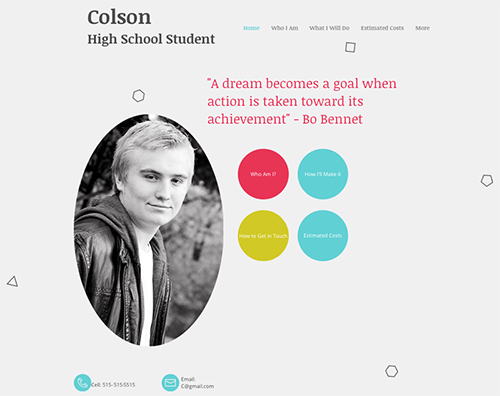 Colson
High School Student
Home Who I Am What I Will Do Estimated Costs More
"A dream becomes a goal when
action is taken toward its
achievement" - Bo Bennet
Who Am I? How I'll Make it
How to Get in Touch Estimated Costs
Cell: 515-515-5515
Email:
C@gmail.com